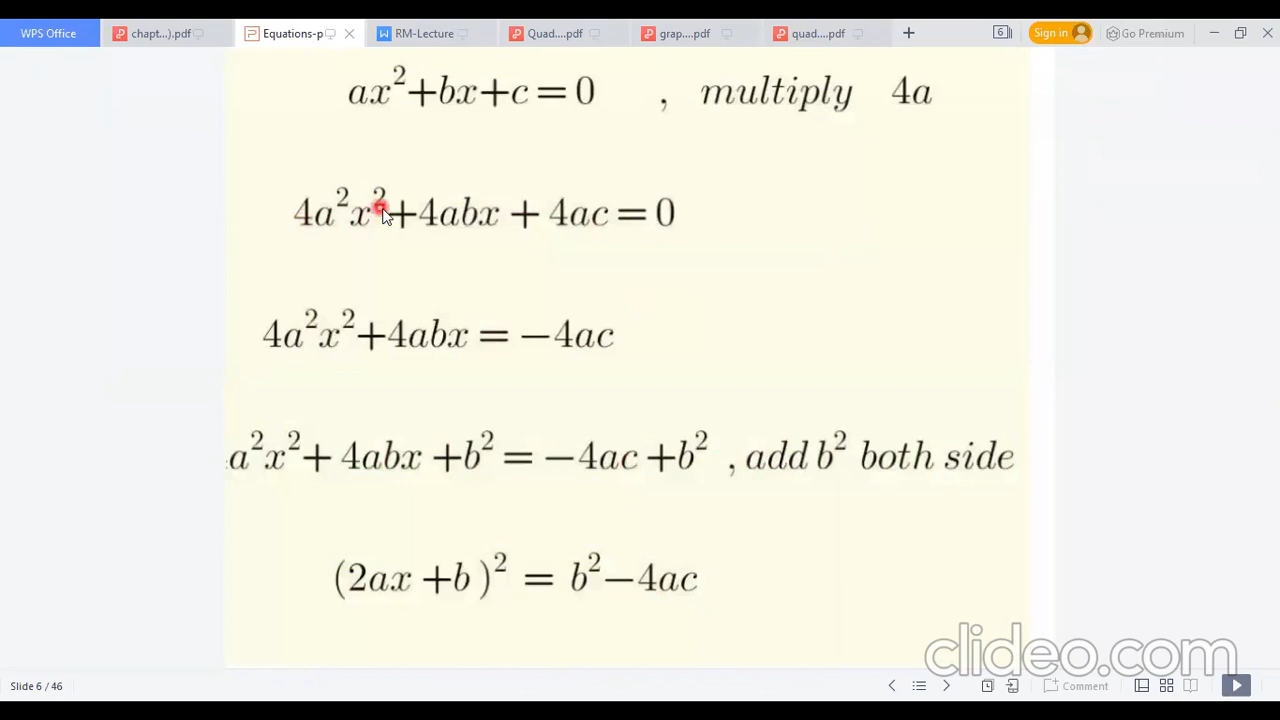 WPS Office chapt...).pdf Equations-p RM-Lecture Quad....pdf grap....pdf quad....pdf 6 Sign in Go Premium
ax²+bx+c=0 , multiply 4a
4a²x²+4abx + 4ac=0
4a²x²+4abx = −4ac
a²x²+ 4abx +b² = −4ac +b² , add b² both side
(2ax +b )² = b²−4ac
clideo.com
Slide 6 / 46 Comment